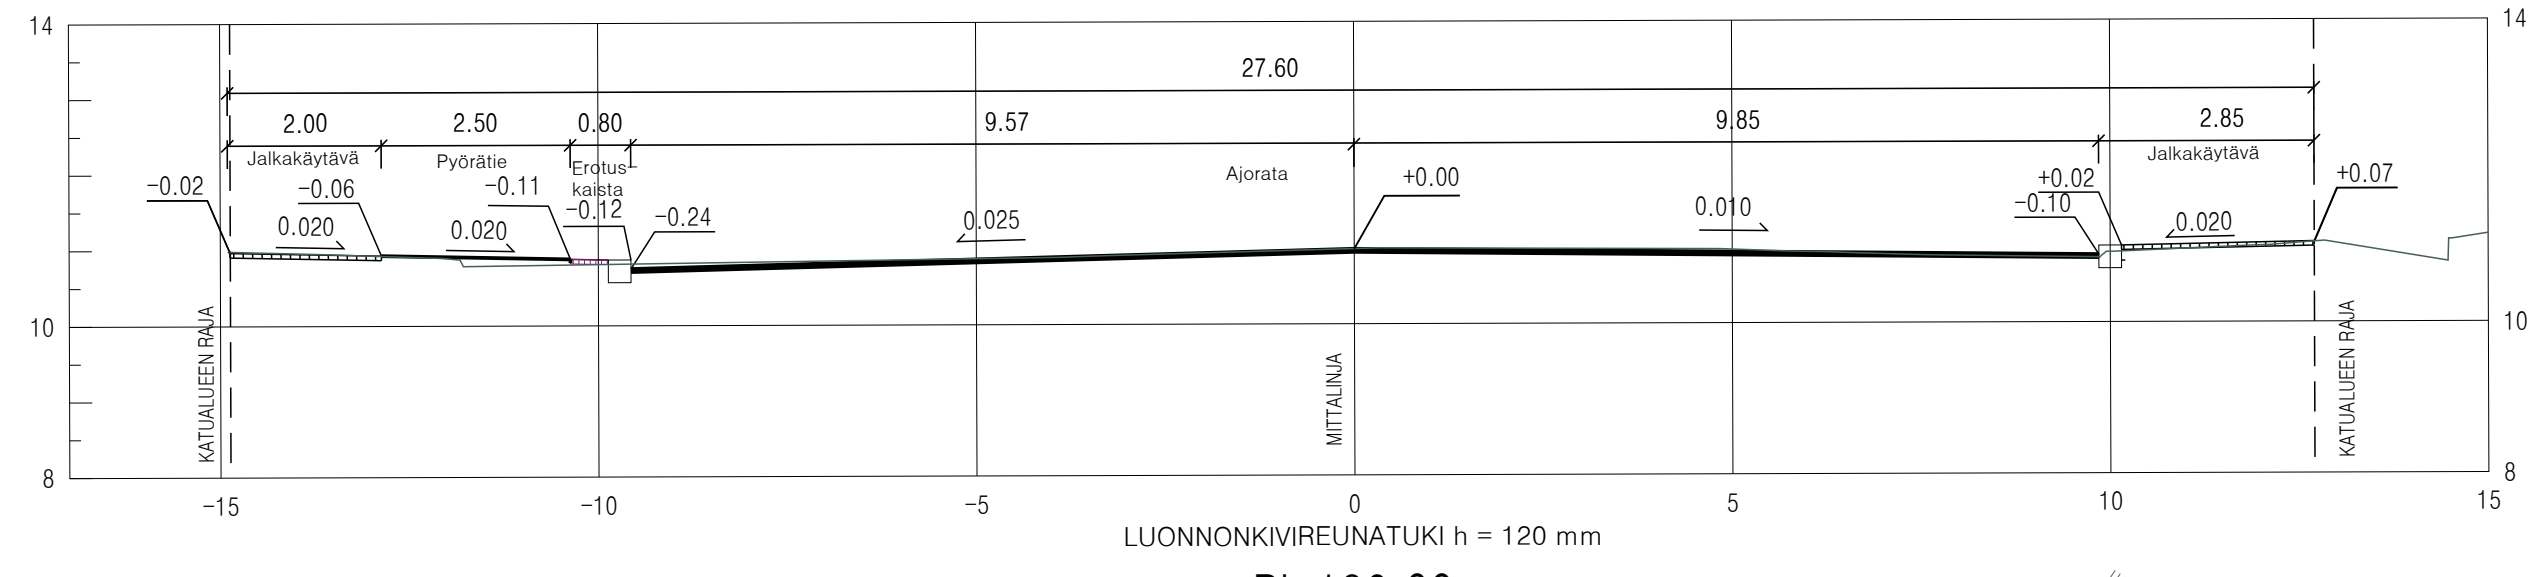 14 14
27.60
2.00 2.50 0.80 9.57 9.85 2.85
Jalkakäytävä Pyörätie Erotus- Ajorata Jalkakäytävä
kaista
-0.02 -0.06 -0.11 -0.12 -0.24 +0.00 -0.10 +0.02 +0.07
0.020 0.020 0.025 0.010 0.020
10 10
KATUALUEEN RAJA
MITTALINJA
KATUALUEEN RAJA
8 8
-15 -10 -5 0 5 10 15
LUONNONKIVIREUNATUKI h = 120 mm